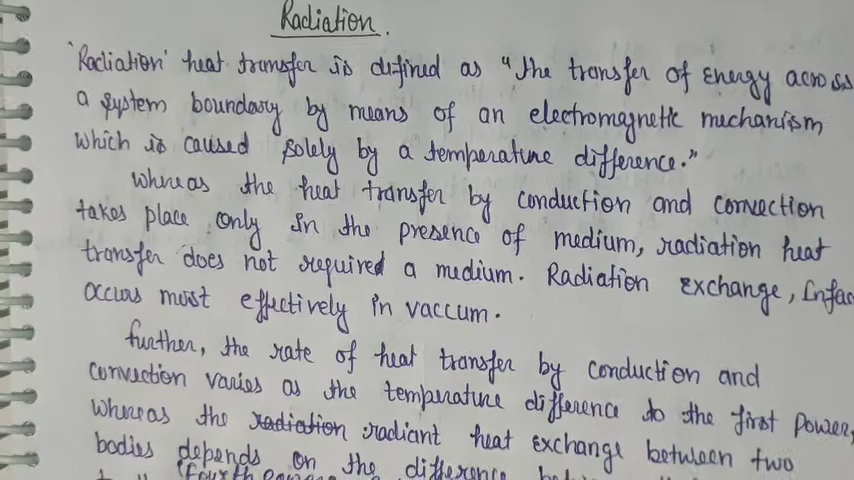 Radiation.
'Radiation' heat transfer is difined as "the transfer of energy across
a system boundary by means of an electromagnetic mechanism
which is caused solely by a temperature difference."
Whereas the heat transfer by conduction and convection
takes place only in the presence of medium, radiation heat
transfer does not required a medium. Radiation exchange, infac
occurs most effectively in vaccum.
further, the rate of heat transfer by conduction and
convection varies as the temperature difference to the first power,
whereas the radiation radiant heat exchange between two
bodies depends on the difference
'fourth